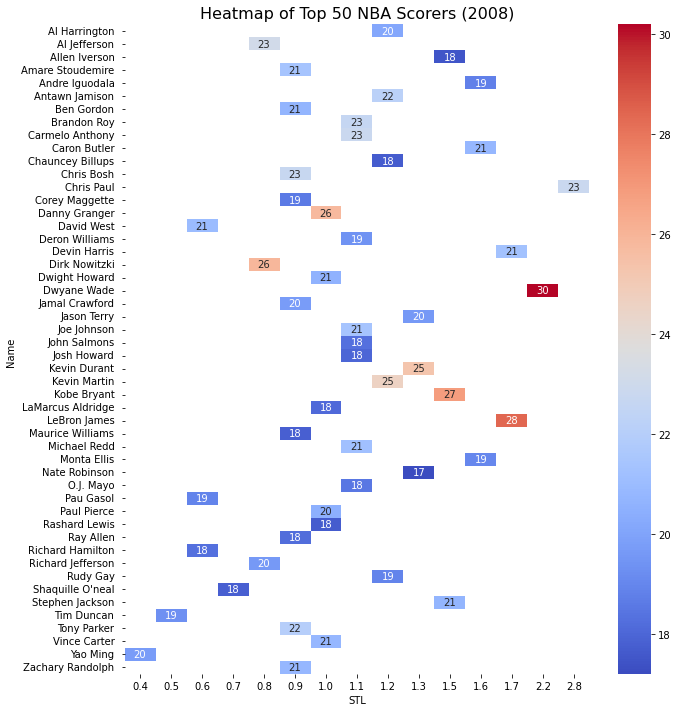 Heatmap of Top 50 NBA Scorers (2008)
Name
Al Harrington 20
Al Jefferson 23
Allen Iverson 18
Amare Stoudemire 21
Andre Iguodala 19
Antawn Jamison 22
Ben Gordon 21
Brandon Roy 23
Carmelo Anthony 23
Caron Butler 21
Chauncey Billups 18
Chris Bosh 23
Chris Paul 23
Corey Maggette 19
Danny Granger 26
David West 21
Deron Williams 19
Devin Harris 21
Dirk Nowitzki 26
Dwight Howard 21
Dwyane Wade 30
Jamal Crawford 20
Jason Terry 20
Joe Johnson 21
John Salmons 18
Josh Howard 18
Kevin Durant 25
Kevin Martin 25
Kobe Bryant 27
LaMarcus Aldridge 18
LeBron James 28
Maurice Williams 18
Michael Redd 21
Monta Ellis 19
Nate Robinson 17
O.J. Mayo 18
Pau Gasol 19
Paul Pierce 20
Rashard Lewis 18
Ray Allen 18
Richard Hamilton 18
Richard Jefferson 20
Rudy Gay 19
Shaquille O'neal 18
Stephen Jackson 21
Tim Duncan 19
Tony Parker 22
Vince Carter 21
Yao Ming 20
Zachary Randolph 21
0.4 0.5 0.6 0.7 0.8 0.9 1.0 1.1 1.2 1.3 1.5 1.6 1.7 2.2 2.8
STL
30
28
26
24
22
20
18